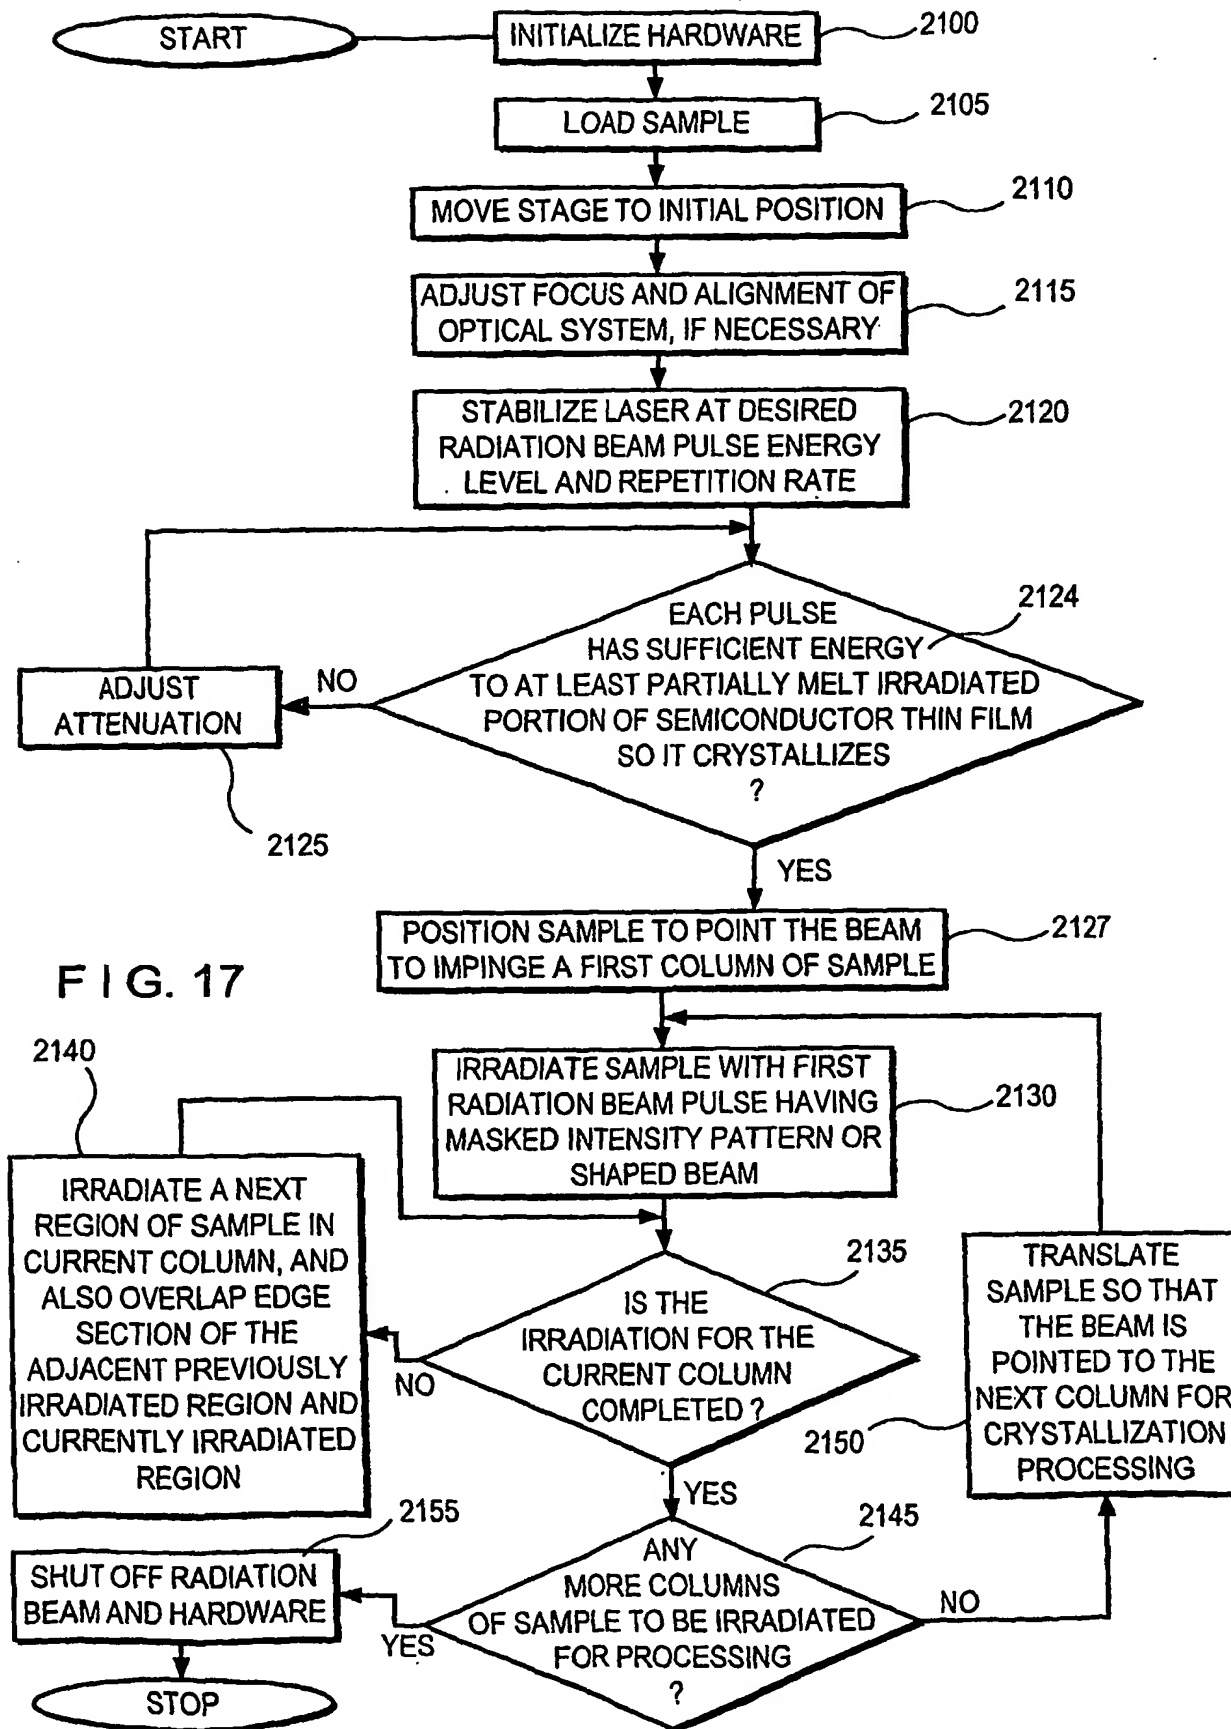 START
INITIALIZE HARDWARE
2100
LOAD SAMPLE
2105
MOVE STAGE TO INITIAL POSITION
2110
ADJUST FOCUS AND ALIGNMENT OF
OPTICAL SYSTEM, IF NECESSARY
2115
STABILIZE LASER AT DESIRED
RADIATION BEAM PULSE ENERGY
LEVEL AND REPETITION RATE
2120
EACH PULSE
HAS SUFFICIENT ENERGY
TO AT LEAST PARTIALLY MELT IRRADIATED
PORTION OF SEMICONDUCTOR THIN FILM
SO IT CRYSTALLIZES
?
2124
NO
ADJUST
ATTENUATION
2125
YES
POSITION SAMPLE TO POINT THE BEAM
TO IMPINGE A FIRST COLUMN OF SAMPLE
2127
FIG. 17
IRRADIATE SAMPLE WITH FIRST
RADIATION BEAM PULSE HAVING
MASKED INTENSITY PATTERN OR
SHAPED BEAM
2130
2140
IRRADIATE A NEXT
REGION OF SAMPLE IN
CURRENT COLUMN, AND
ALSO OVERLAP EDGE
SECTION OF THE
ADJACENT PREVIOUSLY
IRRADIATED REGION AND
CURRENTLY IRRADIATED
REGION
IS THE
IRRADIATION FOR THE
CURRENT COLUMN
COMPLETED ?
2135
NO
YES
TRANSLATE
SAMPLE SO THAT
THE BEAM IS
POINTED TO THE
NEXT COLUMN FOR
CRYSTALLIZATION
PROCESSING
2150
ANY
MORE COLUMNS
OF SAMPLE TO BE IRRADIATED
FOR PROCESSING
?
2145
NO
YES
2155
SHUT OFF RADIATION
BEAM AND HARDWARE
STOP